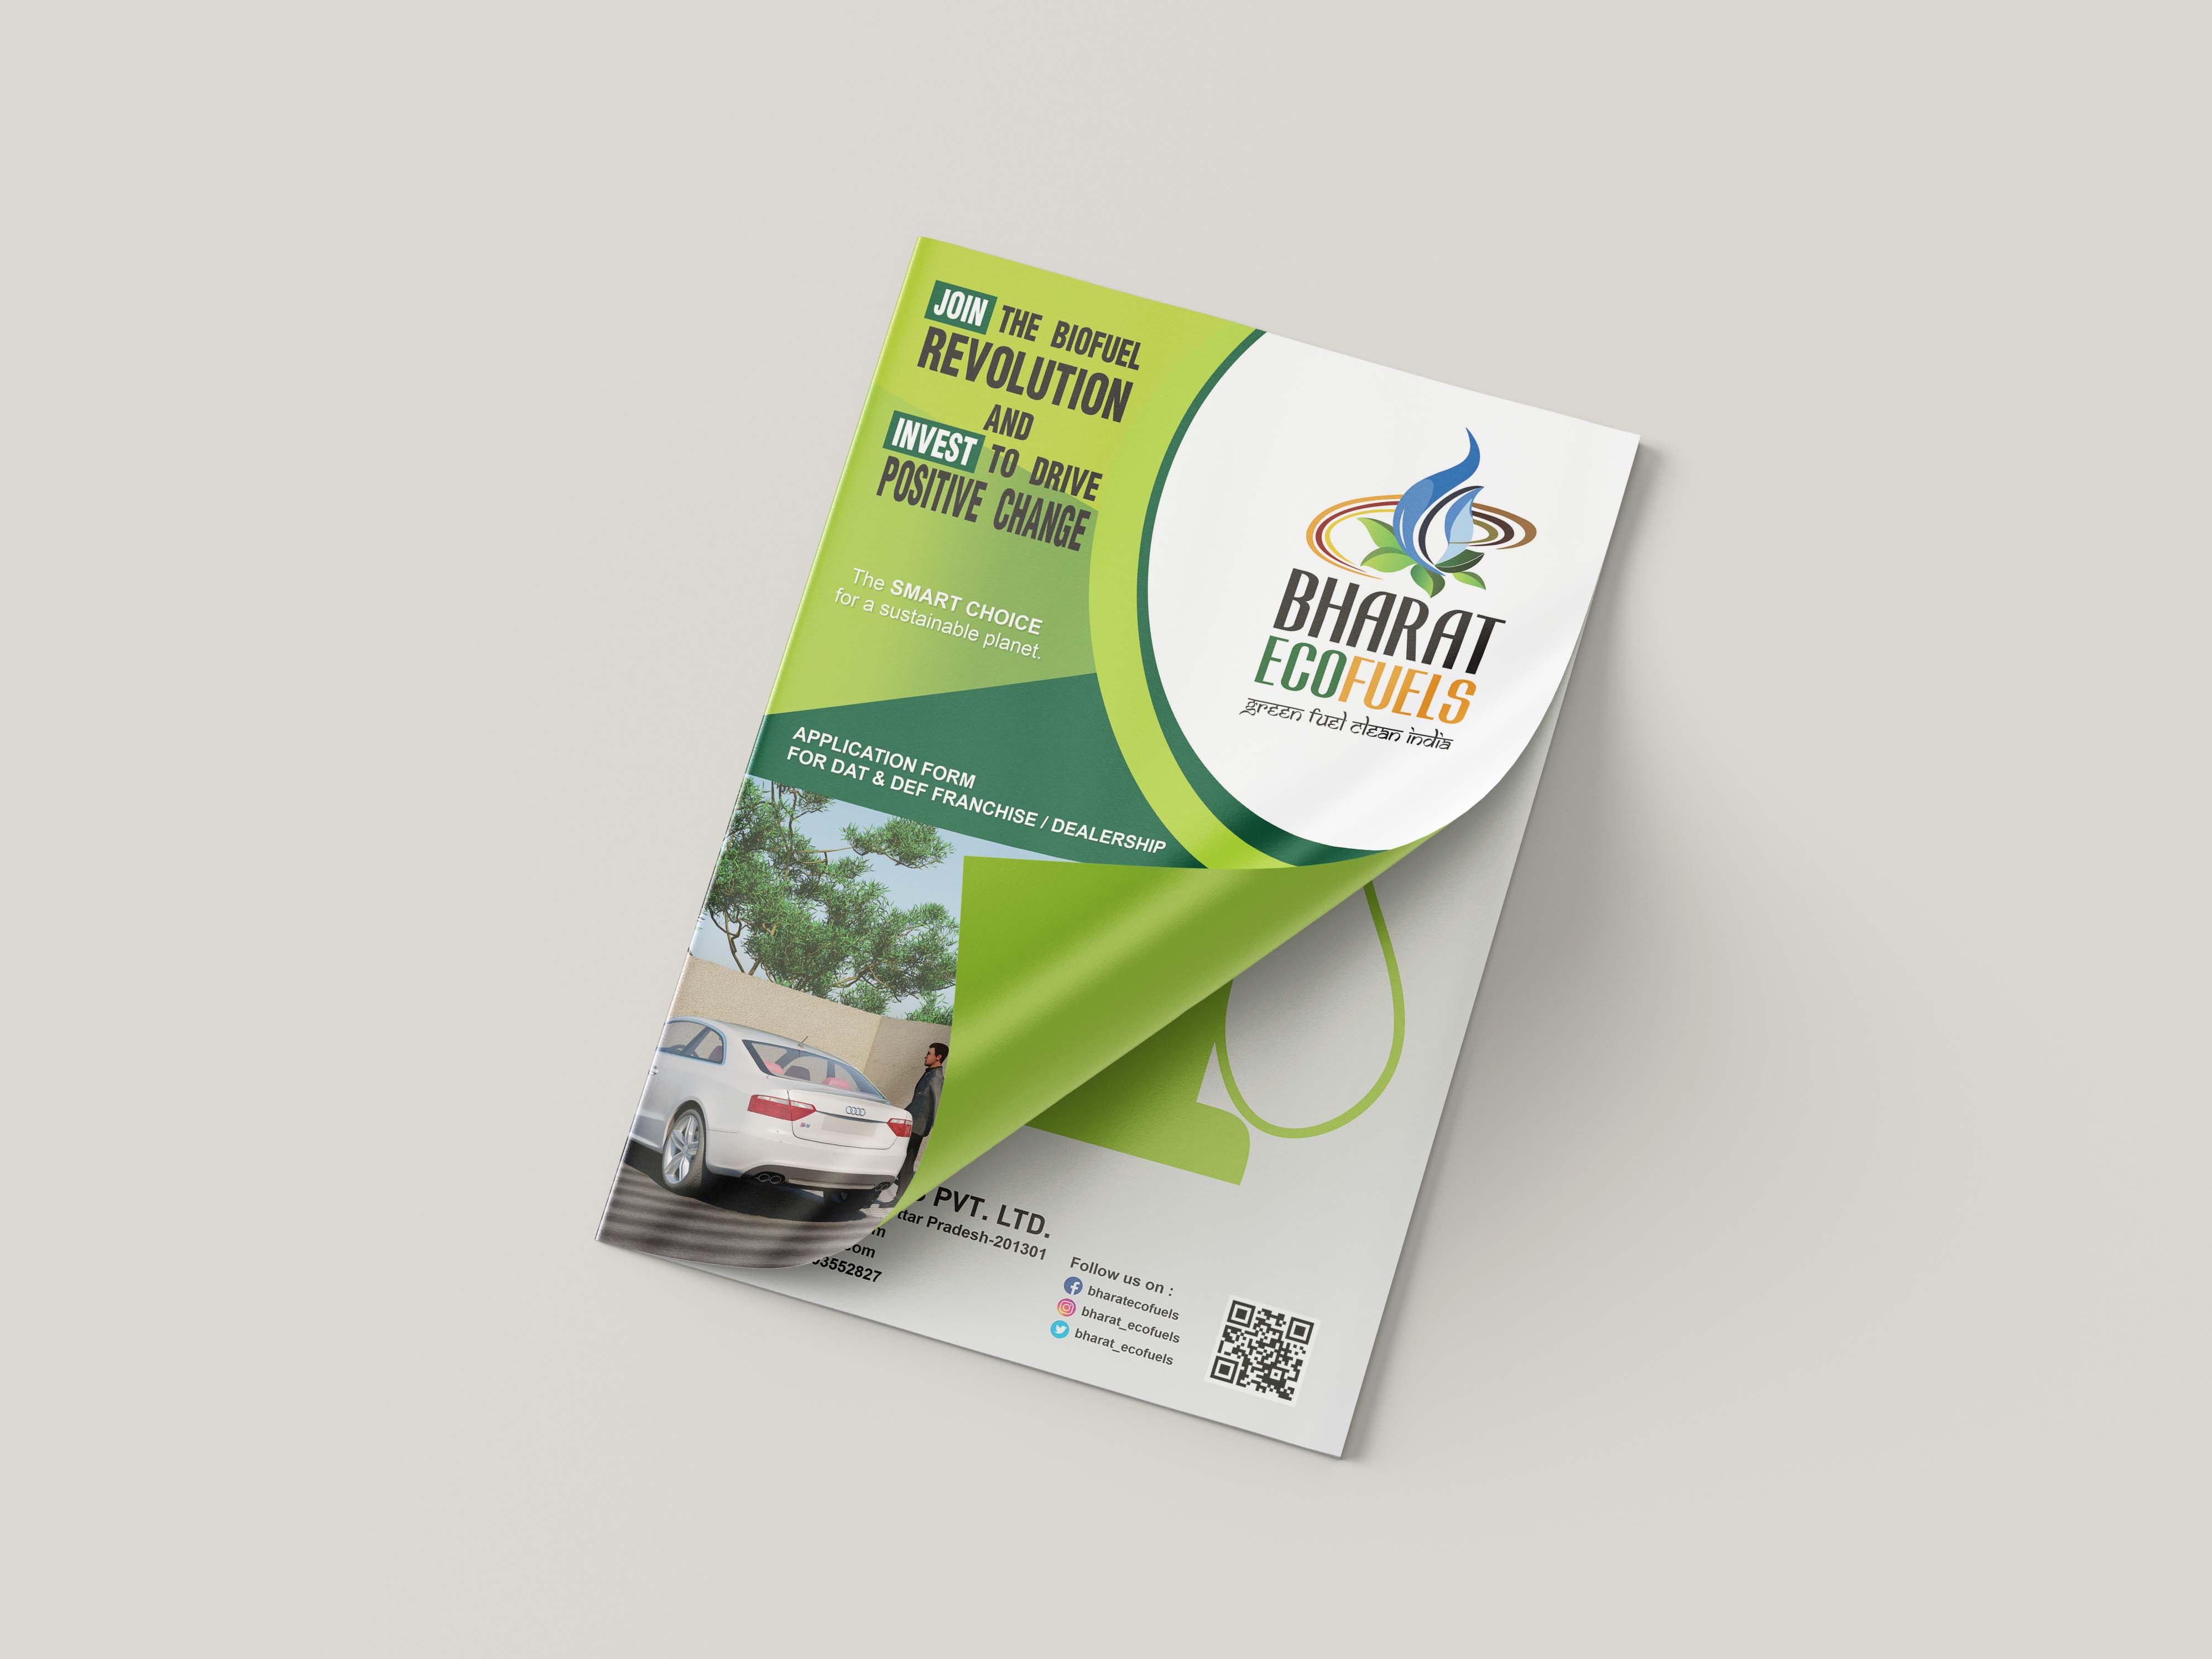 JOIN THE BIOFUEL
REVOLUTION
AND
INVEST TO DRIVE
POSITIVE CHANGE
The SMART CHOICE
for a sustainable planet.
BHARAT
ECOFUELS
green fuel clean india
APPLICATION FORM
FOR DAT & DEF FRANCHISE / DEALERSHIP
PVT. LTD.
Pradesh-201301
Follow us on :
bharatecofuels
bharat_ecofuels
bharat_ecofuels